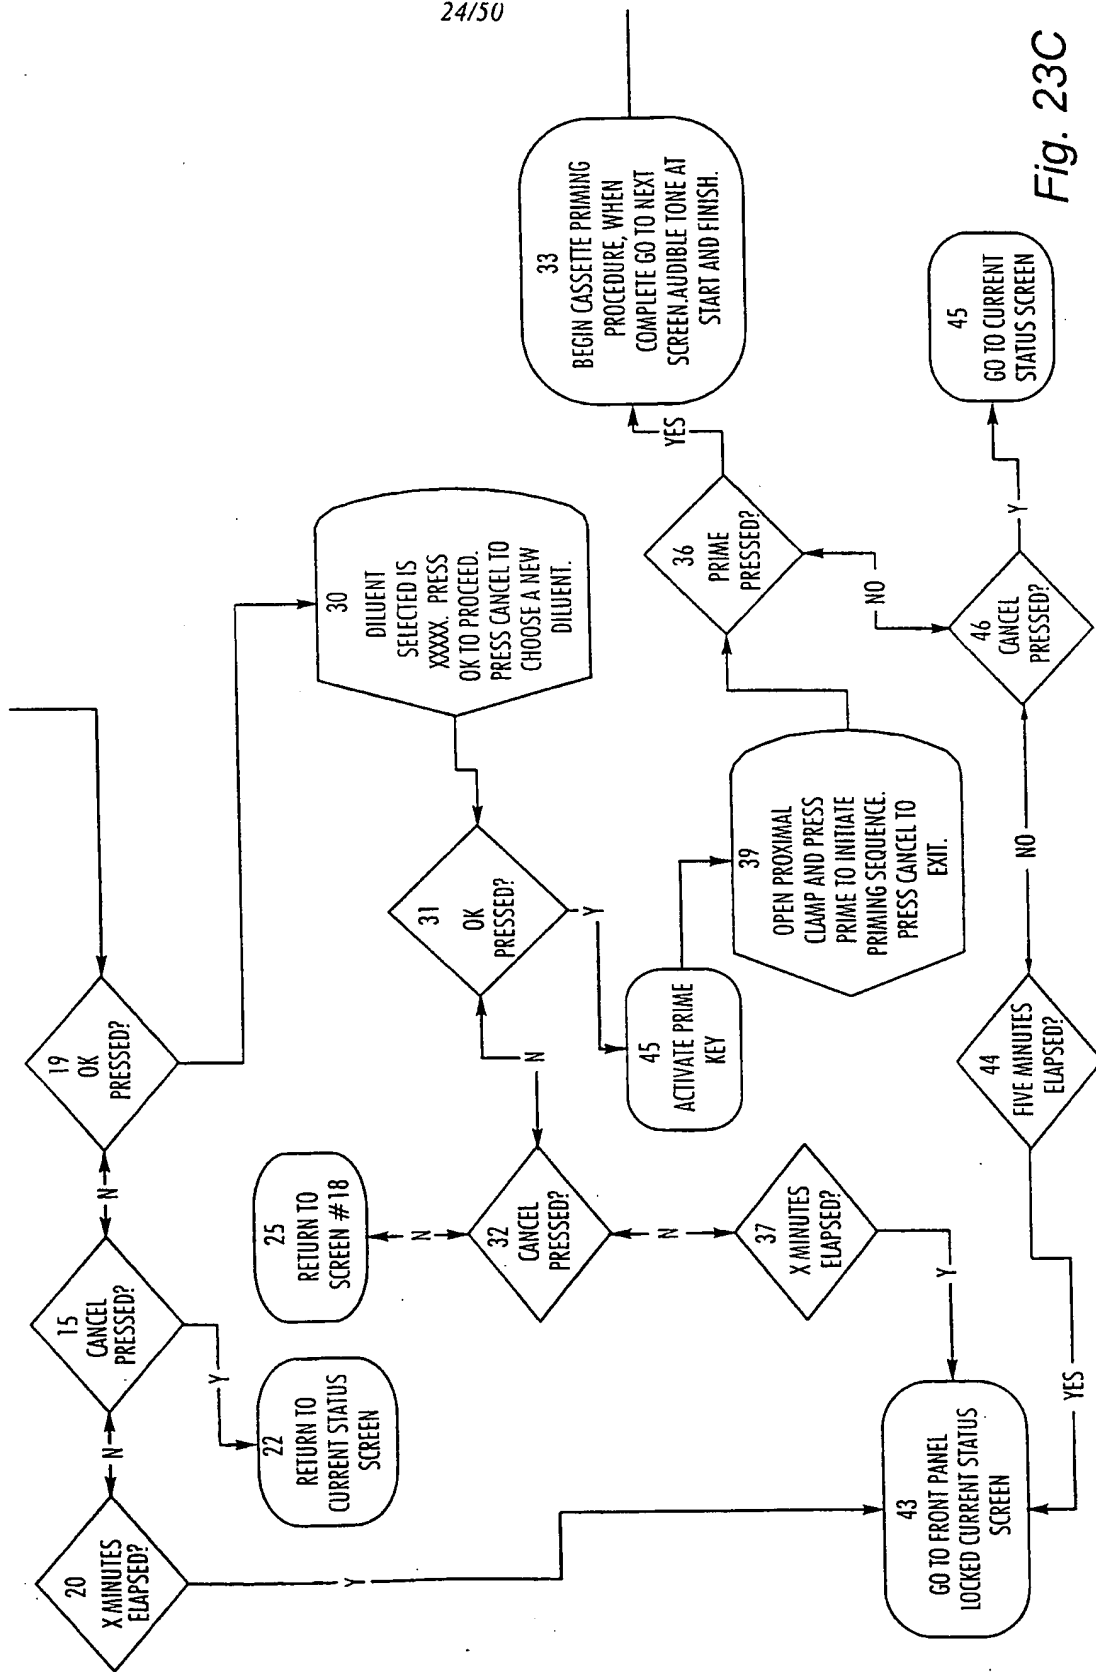 24/50
20
X MINUTES
ELAPSED?
N
15
CANCEL
PRESSED?
N
19
OK
PRESSED?
Y
Y
22
RETURN TO
CURRENT STATUS
SCREEN
25
RETURN TO
SCREEN #18
N
30
DILUENT
SELECTED IS
XXXX. PRESS
OK TO PROCEED.
PRESS CANCEL TO
CHOOSE A NEW
DILUENT.
31
OK
PRESSED?
N
Y
32
CANCEL
PRESSED?
N
37
X MINUTES
ELAPSED?
Y
45
ACTIVATE PRIME
KEY
39
OPEN PROXIMAL
CLAMP AND PRESS
PRIME TO INITIATE
PRIMING SEQUENCE.
PRESS CANCEL TO
EXIT.
36
PRIME
PRESSED?
YES
33
BEGIN CASSETTE PRIMING
PROCEDURE, WHEN
COMPLETE GO TO NEXT
SCREEN.AUDIBLE TONE AT
START AND FINISH.
NO
46
CANCEL
PRESSED?
Y
45
GO TO CURRENT
STATUS SCREEN
NO
44
FIVE MINUTES
ELAPSED?
YES
43
GO TO FRONT PANEL
LOCKED CURRENT STATUS
SCREEN
Fig. 23C